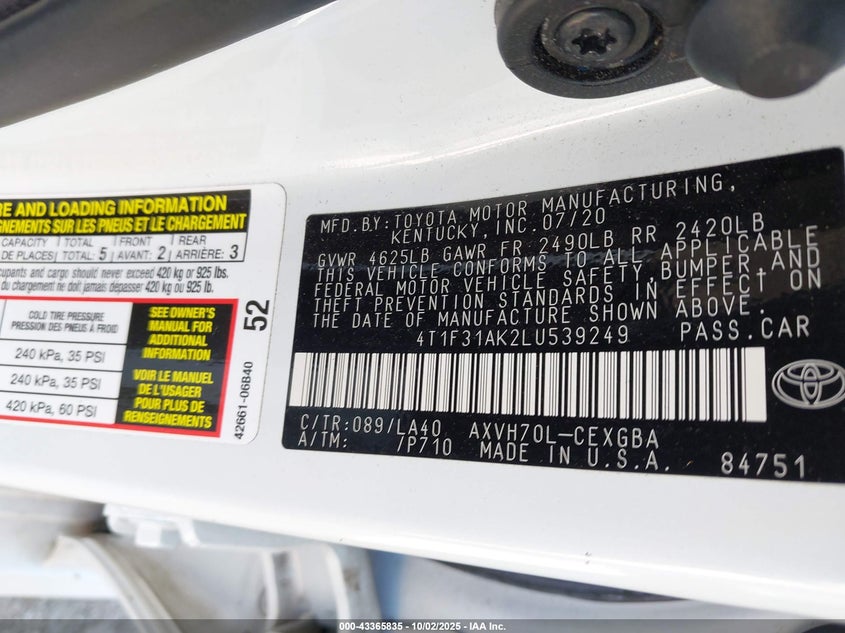 RE AND LOADING INFORMATION
GNEMENTS SUR LES PNEUS ET LE CHARGEMENT
CAPACITY TOTAL FRONT REAR
DE PLACES TOTAL: 5 AVANT: 2 ARRIÈRE: 3
cupants and cargo should never exceed 420 kg or 925 lbs.
du chargement ne doit jamais dépasser 420 kg ou 925 lb.
COLD TIRE PRESSURE
PRESSION DES PNEUS À FROID
240 kPa, 35 PSI
240 kPa, 35 PSI
420 kPa, 60 PSI
SEE OWNER'S
MANUAL FOR
ADDITIONAL
INFORMATION
VOIR LE MANUEL
DE L'USAGER
POUR PLUS DE
RENSEIGNEMENTS
52
42661-06B40
MFD.BY: TOYOTA MOTOR MANUFACTURING,
KENTUCKY, INC. 07/20
GVWR 4625LB GAWR FR 2490LB RR 2420LB
THIS VEHICLE CONFORMS TO ALL APPLICABLE
FEDERAL MOTOR VEHICLE SAFETY, BUMPER, AND
THEFT PREVENTION STANDARDS IN EFFECT ON
THE DATE OF MANUFACTURE SHOWN ABOVE.
4T1F31AK2LU539249 PASS.CAR
C/TR: 089/LA40 AXVH70L-CEXGBA
A/TM: /P710 MADE IN U.S.A. 84751
000-43365835 - 10/02/2025 - IAA Inc.